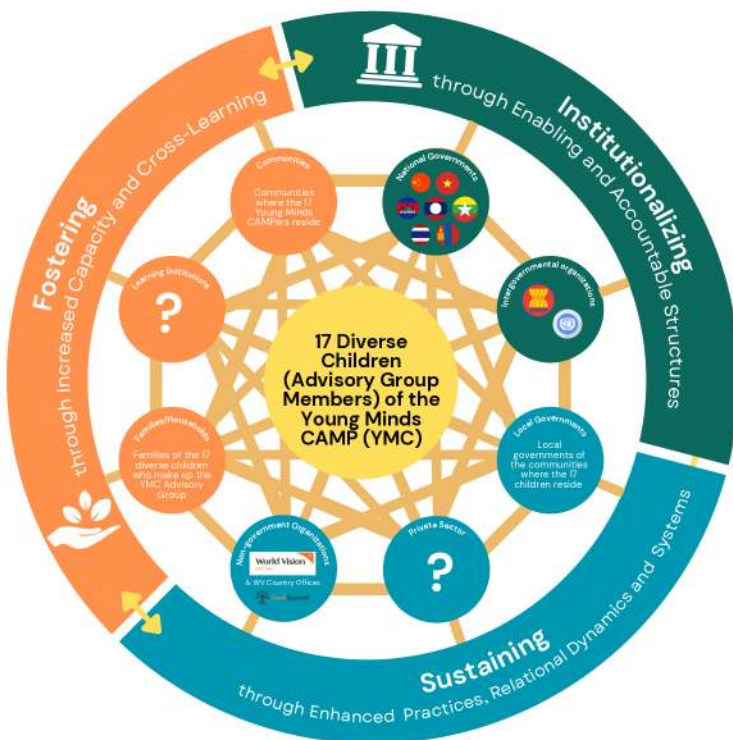 Fostering
through Increased Capacity and Cross-Learning
Institutionalizing
through Enabling and Accountable Structures
Sustaining
through Enhanced Practices, Relational Dynamics and Systems
Communities
Communities
where the 17
Young Minds
CAMPers reside
National Governments
Intergovernmental organizations
Local Governments
Local
governments of
the communities
where the 17
children reside
Private Sector
?
Non-government Organizations
World Vision
& WV Country Offices
Families/Households
Families of the 17
diverse children
who make up the
YMC Advisory
Group
Learning Institutions
?
17 Diverse
Children
(Advisory Group
Members) of the
Young Minds
CAMP (YMC)